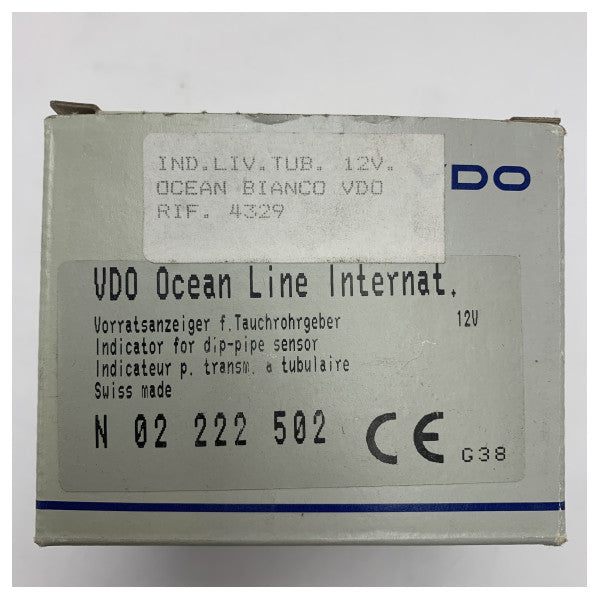 IND.LIV.TUB. 12V.
OCEAN BIANCO VDO
RIF. 4329
VDO
VDO Ocean Line Internat.
Vorratsanzeiger f.Tauchrohrgeber 12V
Indicator for dip-pipe sensor
Indicateur p. transm. a tubulaire
Swiss made
N 02 222 502 CE G38